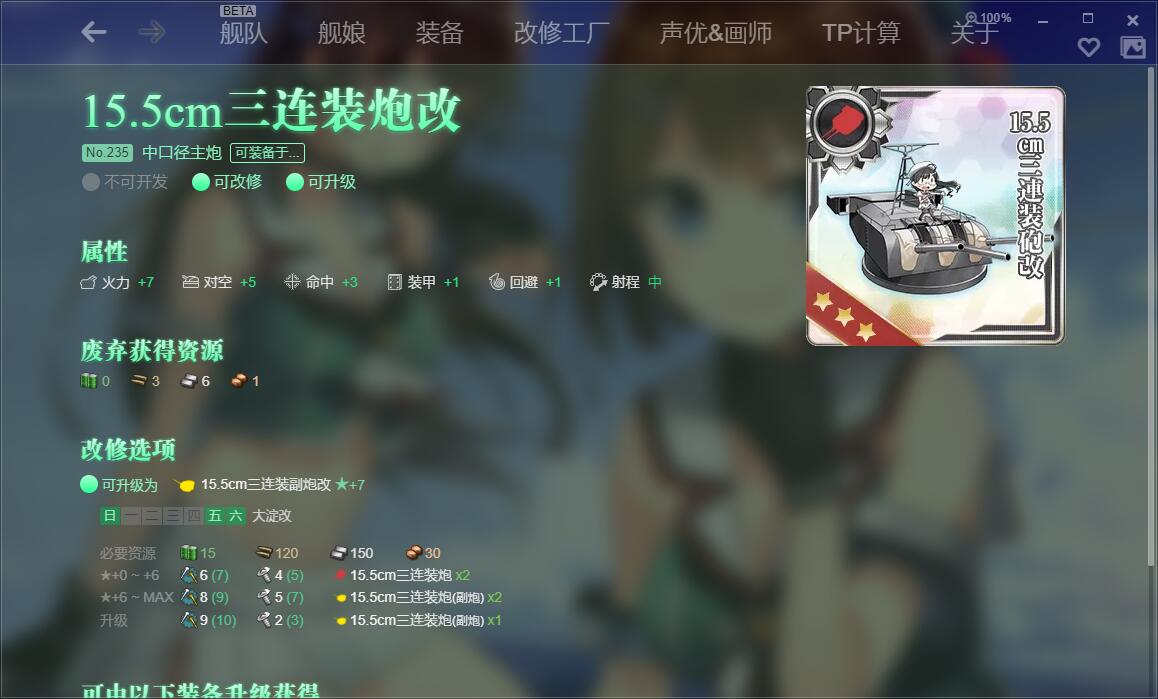 BETA
舰队 舰娘 装备 改修工厂 声优&画师 TP计算 关于 100%
15.5cm三连装炮改
No.235 中口径主炮 可装备于...
不可开发 可改修 可升级
15.5cm三連装砲改
属性
火力 +7 对空 +5 命中 +3 装甲 +1 回避 +1 射程 中
废弃获得资源
0 3 6 1
改修选项
可升级为 15.5cm三连装副炮改 ★+7
日 一 二 三 四 五 六 大淀改
必要资源 15 120 150 30
★+0 ~ +6 6 (7) 4 (5) 15.5cm三连装炮 x2
★+6 ~ MAX 8 (9) 5 (7) 15.5cm三连装炮(副炮) x2
升级 9 (10) 2 (3) 15.5cm三连装炮(副炮) x1
可由以下装备升级获得